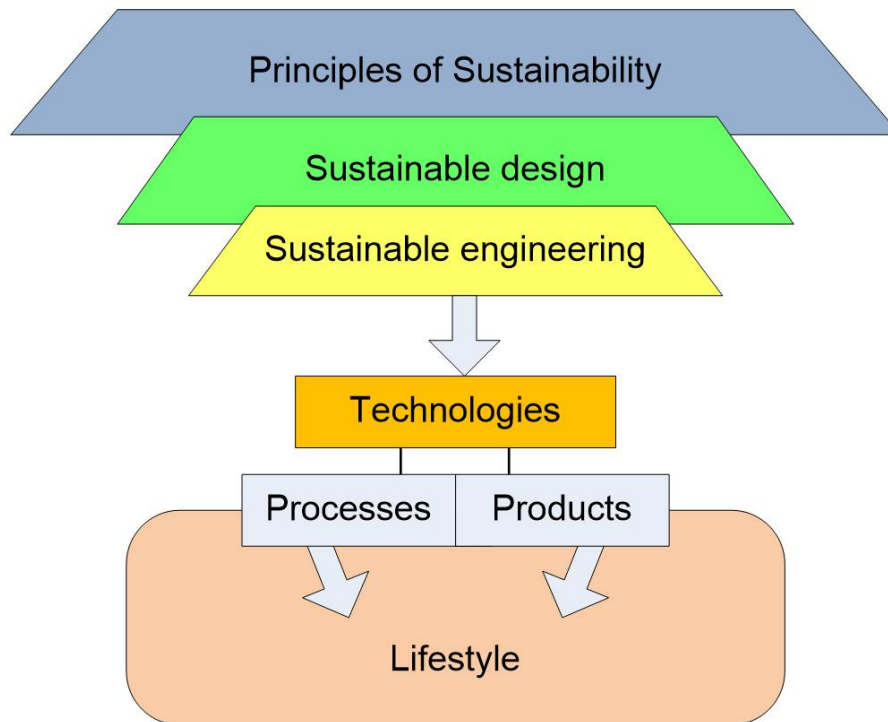 Principles of Sustainability
Sustainable design
Sustainable engineering
Technologies
Processes
Products
Lifestyle